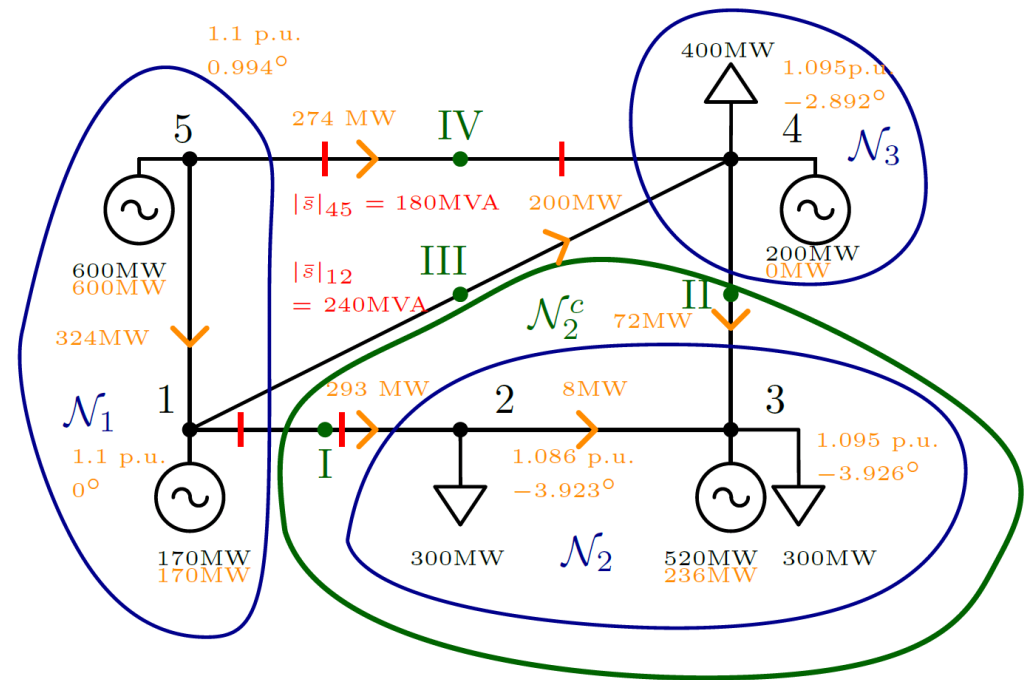 1.1 p.u.
0.994°
400MW
1.095p.u.
−2.892°
5
274 MW
IV
4
N₃
|s̄|₄₅ = 180MVA
200MW
600MW
600MW
|s̄|₁₂
= 240MVA
III
200MW
0MW
II
N₂ᶜ
72MW
324MW
N₁
1
293 MW
2
8MW
3
1.1 p.u.
0°
I
1.086 p.u.
−3.923°
1.095 p.u.
−3.926°
170MW
170MW
300MW
N₂
520MW
236MW
300MW